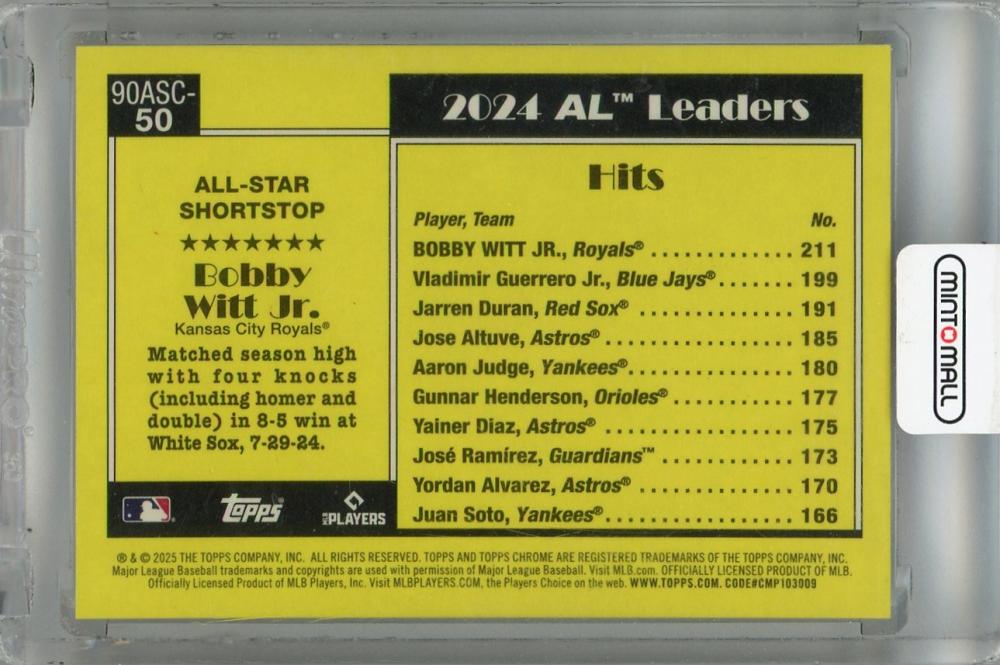 90ASC-
50
ALL-STAR
SHORTSTOP
★★★★★★★
Bobby
Witt Jr.
Kansas City Royals®
Matched season high
with four knocks
(including homer and
double) in 8-5 win at
White Sox, 7-29-24.
Topps
MLB PLAYERS
2024 AL™ Leaders
Hits
Player, Team No.
BOBBY WITT JR., Royals® . . . . . . . . . . . . . 211
Vladimir Guerrero Jr., Blue Jays® . . . . . . . 199
Jarren Duran, Red Sox® . . . . . . . . . . . . . . 191
Jose Altuve, Astros® . . . . . . . . . . . . . . . . . 185
Aaron Judge, Yankees® . . . . . . . . . . . . . . . 180
Gunnar Henderson, Orioles® . . . . . . . . . . . 177
Yainer Diaz, Astros® . . . . . . . . . . . . . . . . . 175
José Ramírez, Guardians™ . . . . . . . . . . . . 173
Yordan Alvarez, Astros® . . . . . . . . . . . . . . 170
Juan Soto, Yankees® . . . . . . . . . . . . . . . . . 166
® & © 2025 THE TOPPS COMPANY, INC. ALL RIGHTS RESERVED. TOPPS AND TOPPS CHROME ARE REGISTERED TRADEMARKS OF THE TOPPS COMPANY, INC.
Major League Baseball trademarks and copyrights are used with permission of Major League Baseball. Visit MLB.com. OFFICIALLY LICENSED PRODUCT OF MLB.
Officially Licensed Product of MLB Players, Inc. Visit MLBPLAYERS.COM, the Players Choice on the web. WWW.TOPPS.COM. CODE#CMP103009
MINTOMALL